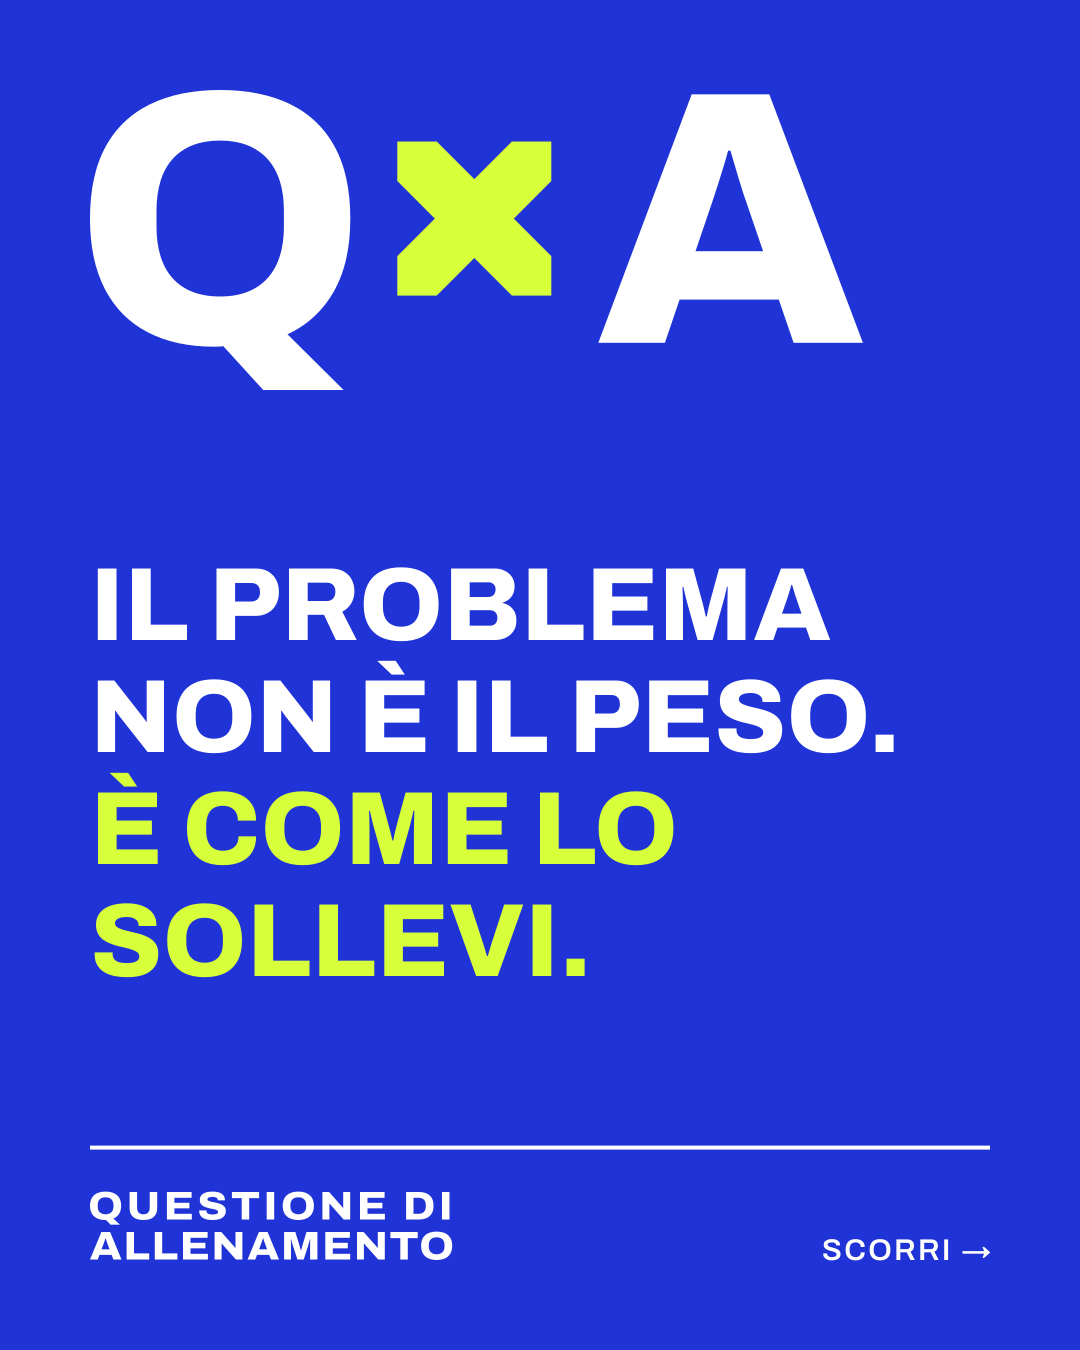 Q×A
IL PROBLEMA
NON È IL PESO.
È COME LO
SOLLEVI.
QUESTIONE DI
ALLENAMENTO
SCORRI →